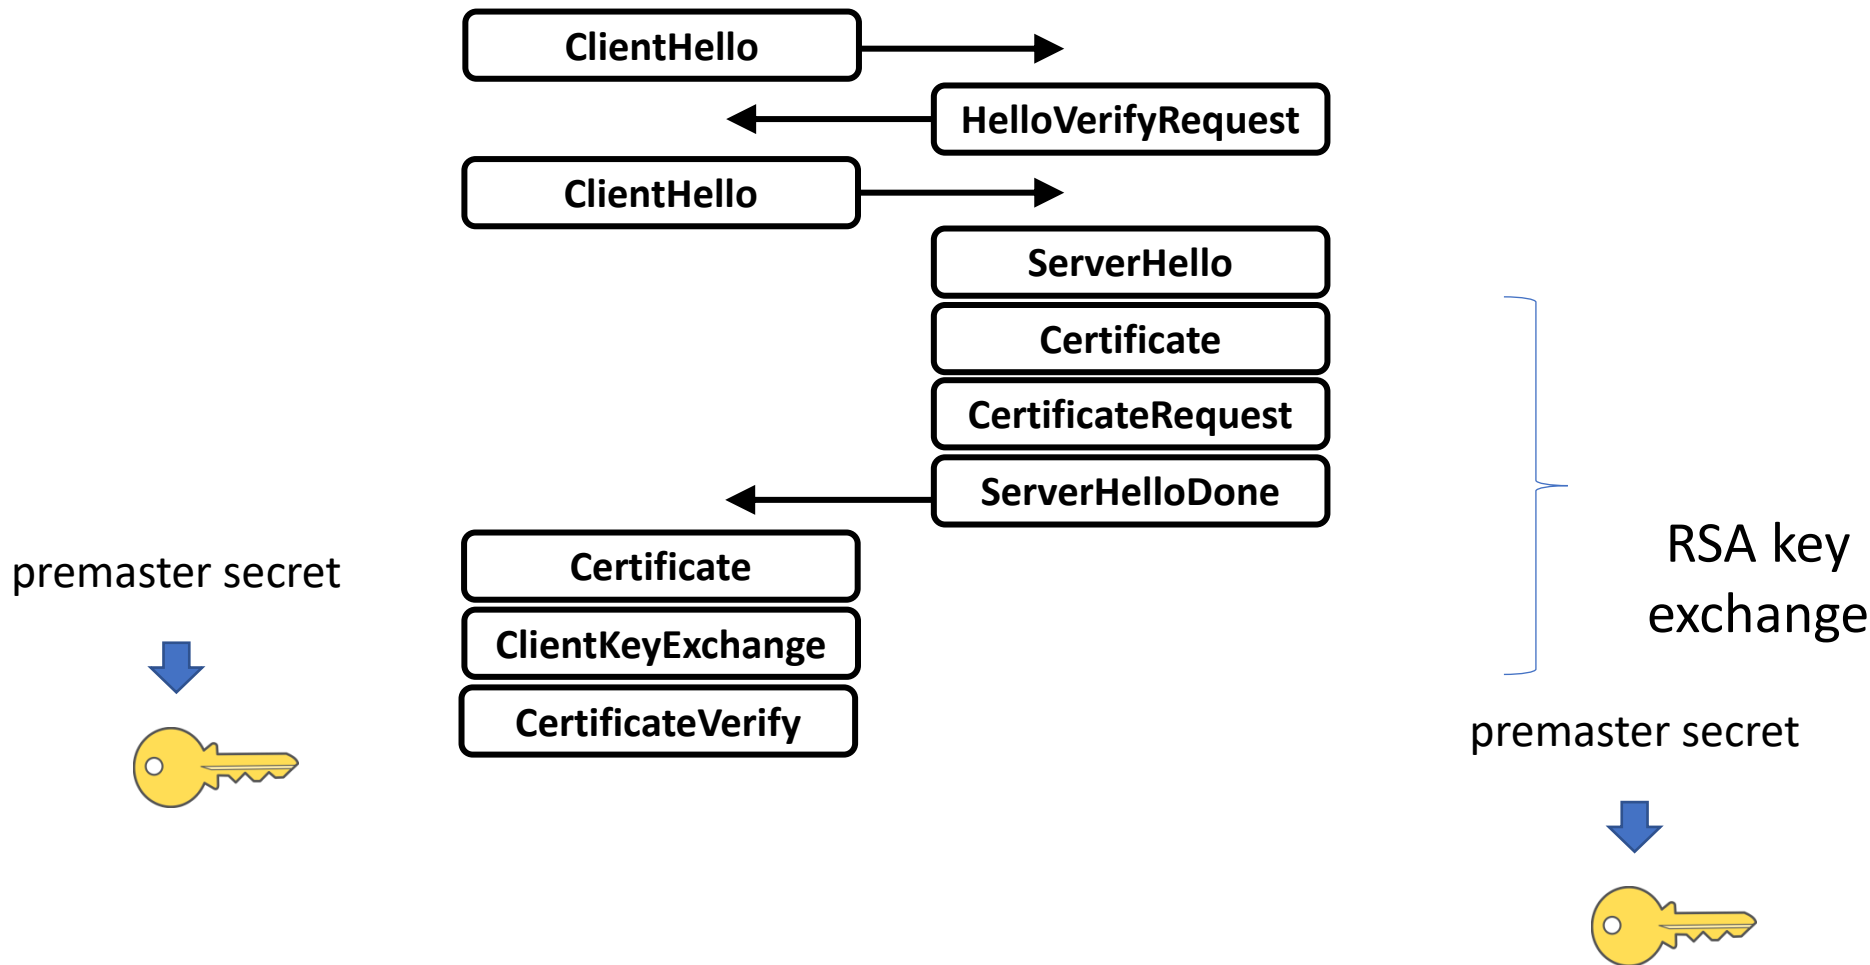 ClientHello
HelloVerifyRequest
ClientHello
ServerHello
Certificate
CertificateRequest
ServerHelloDone
RSA key
exchange
premaster secret
Certificate
ClientKeyExchange
CertificateVerify
premaster secret